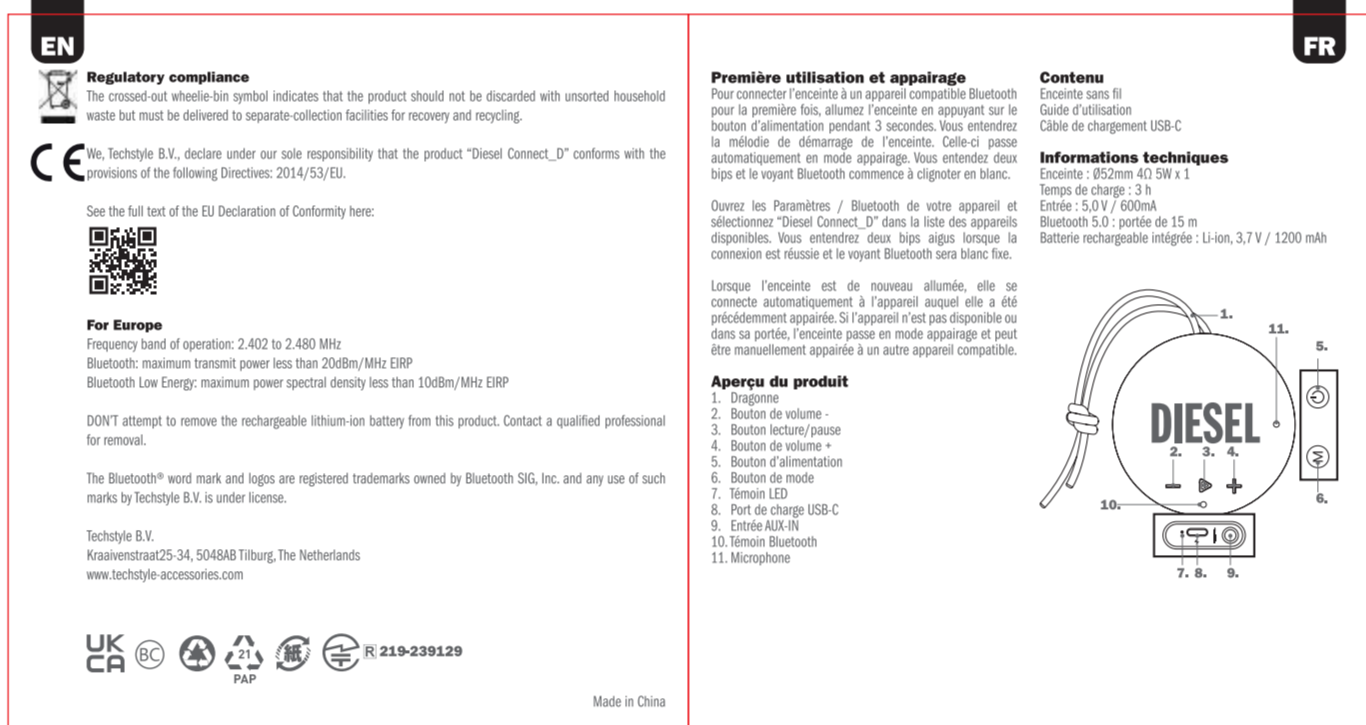 EN
Regulatory compliance
The crossed-out wheelie-bin symbol indicates that the product should not be discarded with unsorted household
waste but must be delivered to separate-collection facilities for recovery and recycling.
CE
We, Techstyle B.V., declare under our sole responsibility that the product “Diesel Connect_D” conforms with the
provisions of the following Directives: 2014/53/EU.
See the full text of the EU Declaration of Conformity here:
For Europe
Frequency band of operation: 2.402 to 2.480 MHz
Bluetooth: maximum transmit power less than 20dBm/MHz EIRP
Bluetooth Low Energy: maximum power spectral density less than 10dBm/MHz EIRP
DON'T attempt to remove the rechargeable lithium-ion battery from this product. Contact a qualified professional
for removal.
The Bluetooth® word mark and logos are registered trademarks owned by Bluetooth SIG, Inc. and any use of such
marks by Techstyle B.V. is under license.
Techstyle B.V.
Kraaivenstraat25-34, 5048AB Tilburg, The Netherlands
www.techstyle-accessories.com
UK
CA
BC
21
PAP
紙
R 219-239129
Made in China
FR
Première utilisation et appairage
Pour connecter l'enceinte à un appareil compatible Bluetooth
pour la première fois, allumez l'enceinte en appuyant sur le
bouton d'alimentation pendant 3 secondes. Vous entendrez
la mélodie de démarrage de l'enceinte. Celle-ci passe
automatiquement en mode appairage. Vous entendez deux
bips et le voyant Bluetooth commence à clignoter en blanc.
Ouvrez les Paramètres / Bluetooth de votre appareil et
sélectionnez “Diesel Connect_D” dans la liste des appareils
disponibles. Vous entendrez deux bips aigus lorsque la
connexion est réussie et le voyant Bluetooth sera blanc fixe.
Lorsque l'enceinte est de nouveau allumée, elle se
connecte automatiquement à l'appareil auquel elle a été
précédemment appairée. Si l'appareil n'est pas disponible ou
dans sa portée, l'enceinte passe en mode appairage et peut
être manuellement appairée à un autre appareil compatible.
Aperçu du produit
1. Dragonne
2. Bouton de volume -
3. Bouton lecture/pause
4. Bouton de volume +
5. Bouton d'alimentation
6. Bouton de mode
7. Témoin LED
8. Port de charge USB-C
9. Entrée AUX-IN
10. Témoin Bluetooth
11. Microphone
Contenu
Enceinte sans fil
Guide d'utilisation
Câble de chargement USB-C
Informations techniques
Enceinte : Ø52mm 4Ω 5W x 1
Temps de charge : 3 h
Entrée : 5,0 V / 600mA
Bluetooth 5.0 : portée de 15 m
Batterie rechargeable intégrée : Li-ion, 3,7 V / 1200 mAh
1.
11.
5.
DIESEL
2. 3. 4.
M
6.
10.
7. 8. 9.